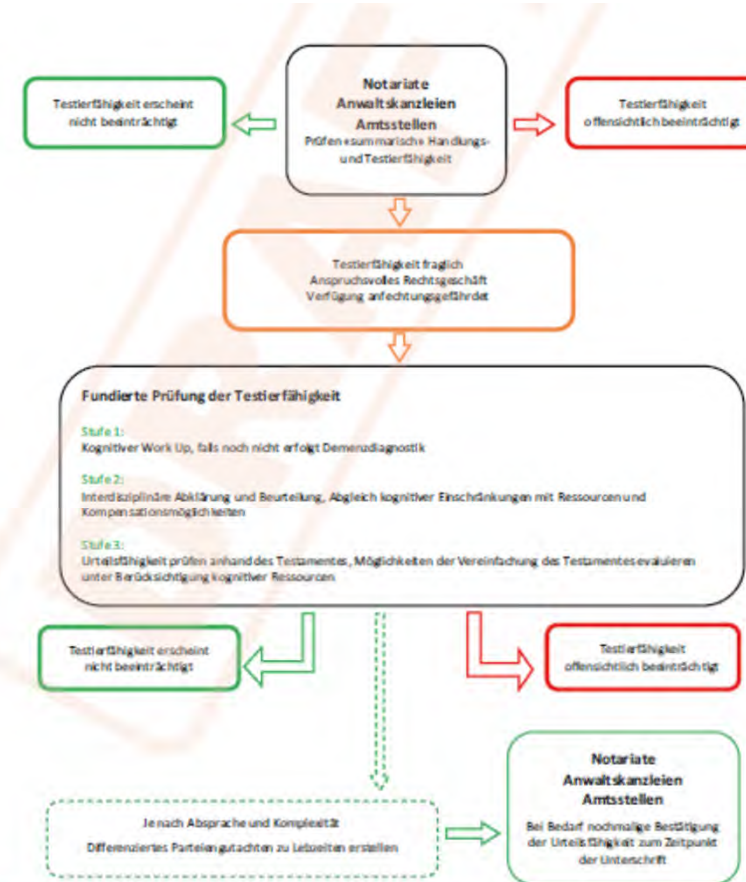 Notariate
Anwaltskanzleien
Amtsstellen
Prüfen «summarisch» Handlungs-
und Testierfähigkeit
Testierfähigkeit erscheint
nicht beeinträchtigt
Testierfähigkeit
offensichtlich beeinträchtigt
Testierfähigkeit fraglich
Anspruchsvolles Rechtsgeschäft
Verfügung anfechtungsgefährdet
Fundierte Prüfung der Testierfähigkeit
Stufe 1:
Kognitiver Work Up, falls noch nicht erfolgt Demenzdiagnostik
Stufe 2:
Interdisziplinäre Abklärung und Beurteilung, Abgleich kognitiver Einschränkungen mit Ressourcen und
Kompensationsmöglichkeiten
Stufe 3:
Urteilsfähigkeit prüfen anhand des Testamentes, Möglichkeiten der Vereinfachung des Testamentes evaluieren
unter Berücksichtigung kognitiver Ressourcen
Testierfähigkeit erscheint
nicht beeinträchtigt
Testierfähigkeit
offensichtlich beeinträchtigt
Je nach Absprache und Komplexität
Differenziertes Parteiengutachten zu Lebzeiten erstellen
Notariate
Anwaltskanzleien
Amtsstellen
Bei Bedarf nochmalige Bestätigung
der Urteilsfähigkeit zum Zeitpunkt
der Unterschrift